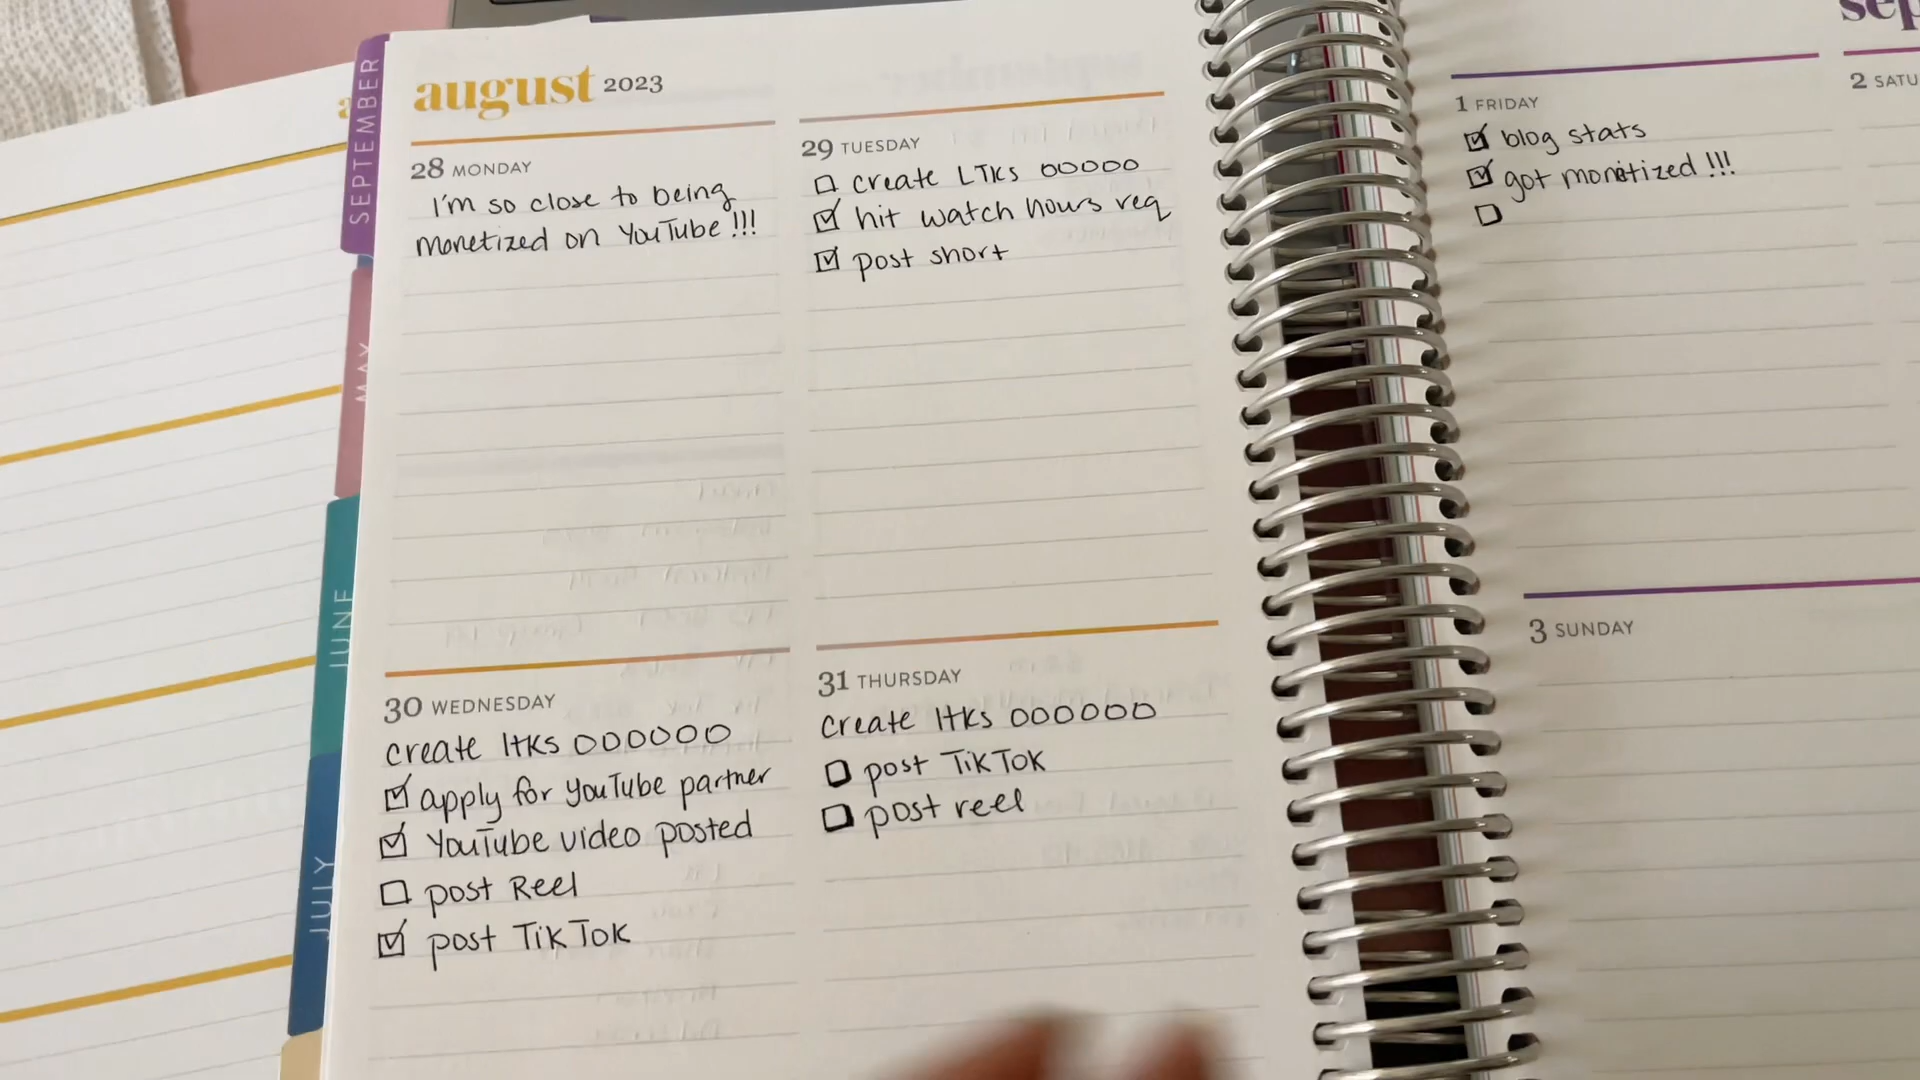 august 2023
28 MONDAY
I'm so close to being
monetized on YouTube !!!
29 TUESDAY
create LTKs 00000
hit watch hours req
post short
30 WEDNESDAY
create ltks 000000
apply for YouTube partner
YouTube video posted
post Reel
post TikTok
31 THURSDAY
create ltks 000000
post TikTok
post reel
sep
1 FRIDAY
blog stats
got monetized !!!
2 SATU
3 SUNDAY
SEPTEMBER
MAY
JUNE
JULY